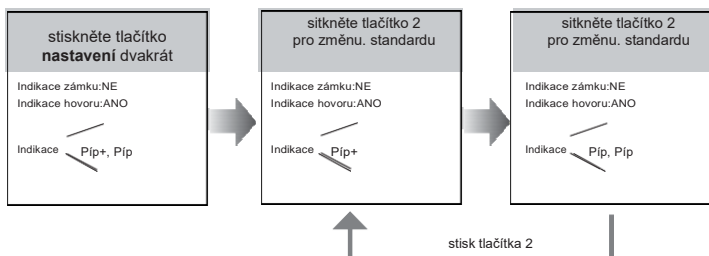 stiskněte tlačítko
nastavení dvakrát
Indikace zámku:NE
Indikace hovoru:ANO
Indikace
Píp+, Píp
sitkněte tlačítko 2
pro změnu. standardu
Indikace zámku:NE
Indikace hovoru:ANO
Indikace
Píp+
sitkněte tlačítko 2
pro změnu. standardu
Indikace zámku:NE
Indikace hovoru:ANO
Indikace
Píp, Píp
stisk tlačítka 2